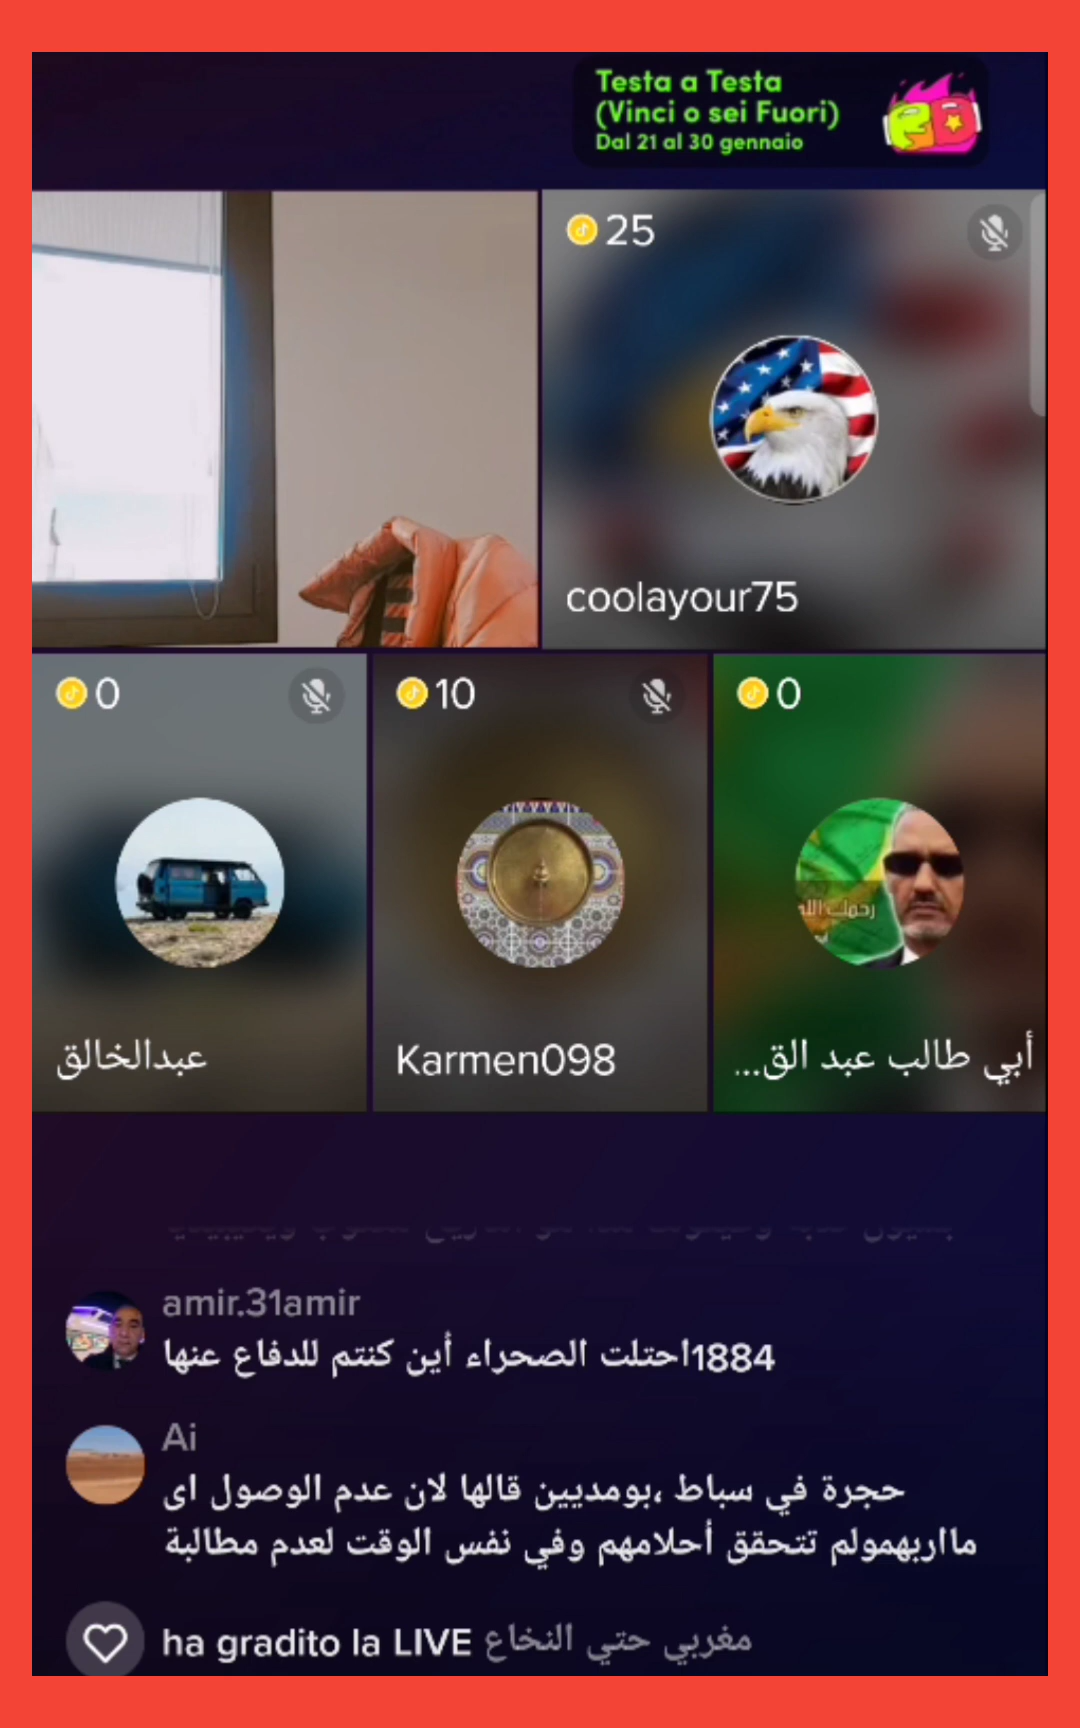 Testa a Testa
(Vinci o sei Fuori)
Dal 21 al 30 gennaio
25
coolayour75
0
10
0
رحمك الله
عبدالخالق
Karmen098
أبي طالب عبد الق...
amir.31amir
1884احتلت الصحراء أين كنتم للدفاع عنها
Ai
حجرة في سباط ،بومديين قالها لان عدم الوصول اى
مااربهمولم تتحقق أحلامهم وفي نفس الوقت لعدم مطالبة
ha gradito la LIVE مغربي حتي النخاع